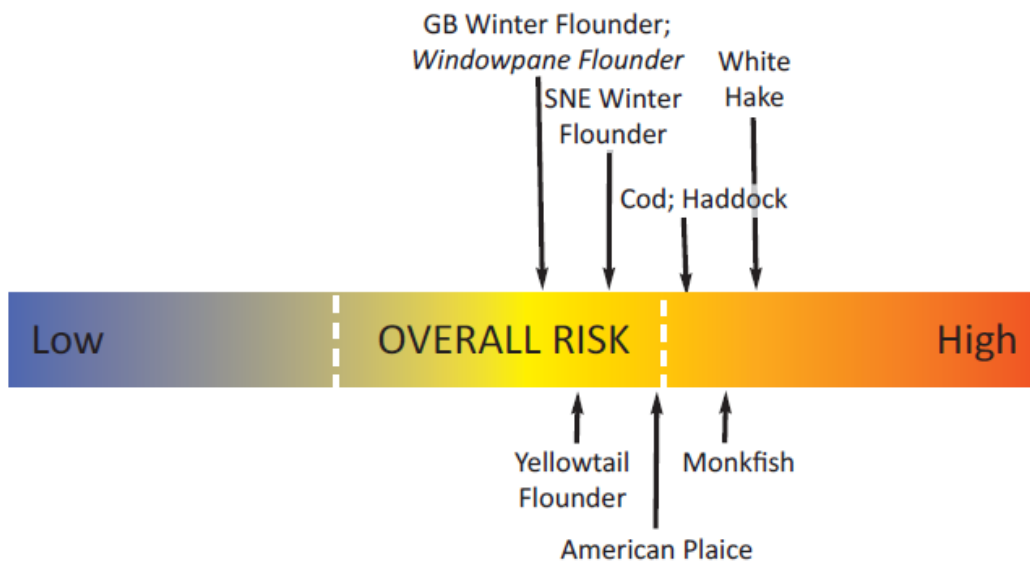 GB Winter Flounder;
Windowpane Flounder
White
Hake
SNE Winter
Flounder
Cod; Haddock
Low
OVERALL RISK
High
Yellowtail
Flounder
Monkfish
American Plaice